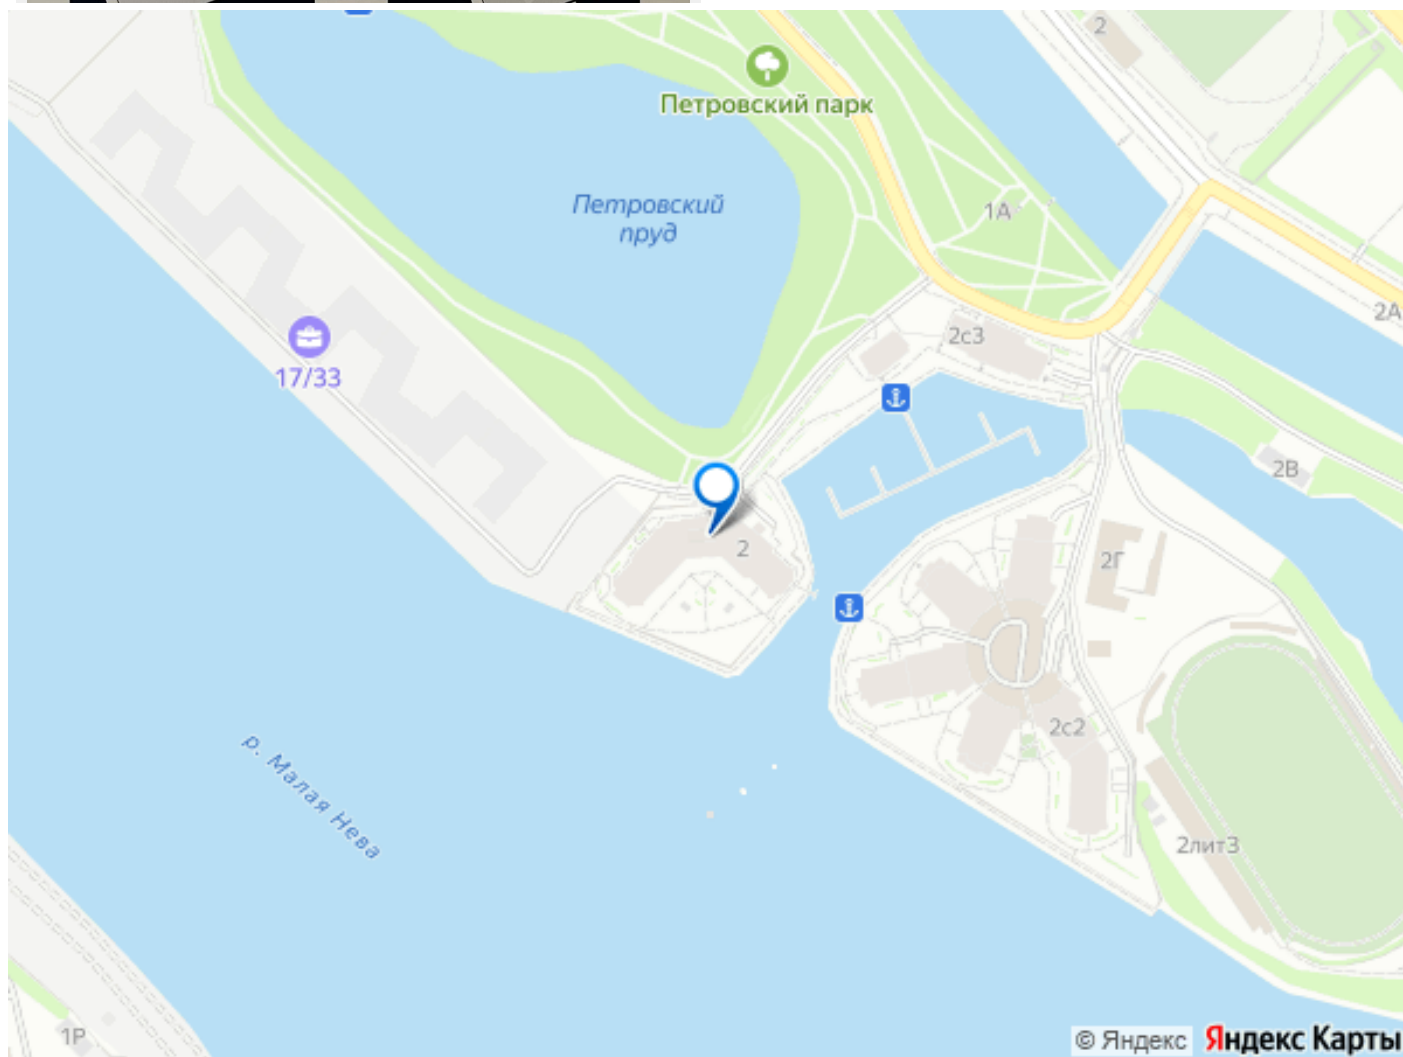 2
Петровский парк
Петровский
пруд
1А
2А
2с3
17/33
2В
2
2Г
2с2
р. Малая Нева
2лит3
1Р
© Яндекс Яндекс Карты